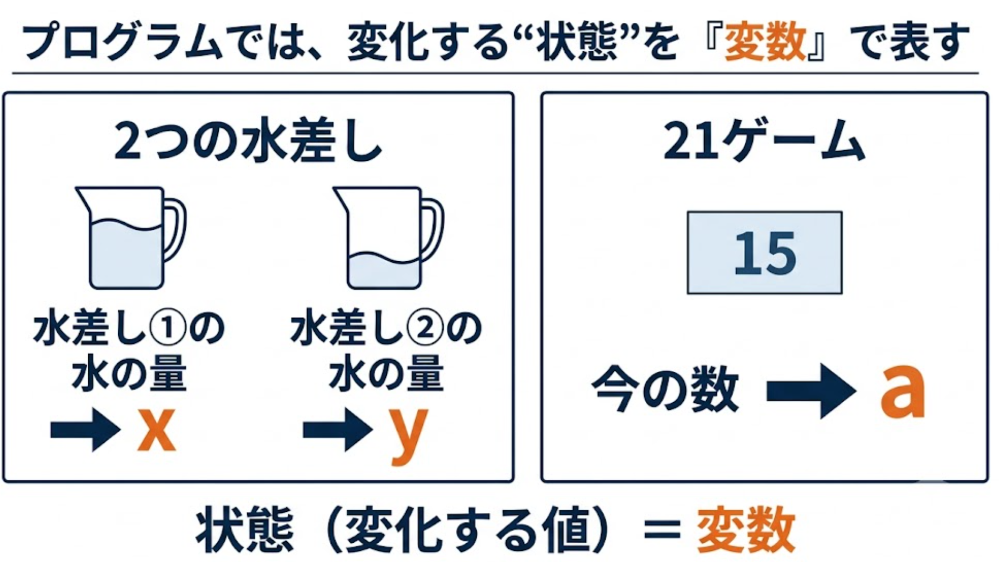 プログラムでは、変化する“状態”を『変数』で表す
2つの水差し
水差し①の
水の量
➡ x
水差し②の
水の量
➡ y
21ゲーム
15
今の数 ➡ a
状態（変化する値）＝変数